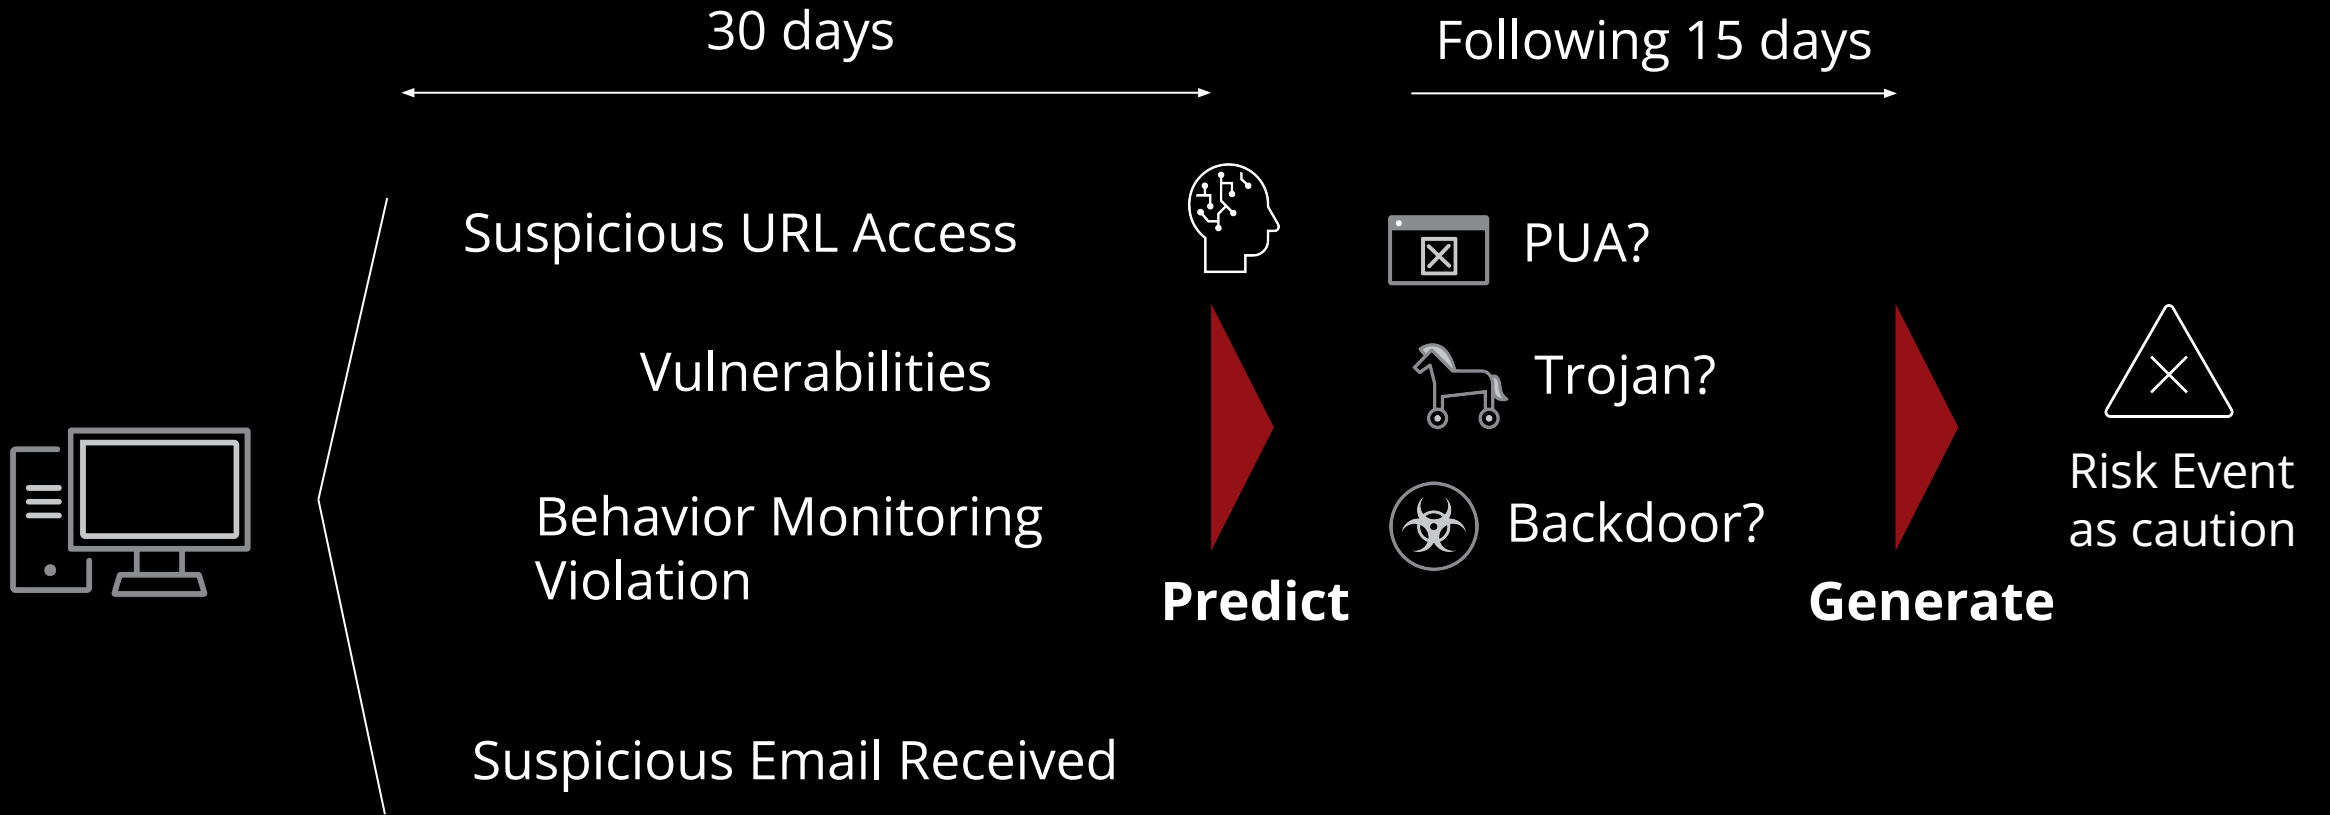 30 days
Following 15 days
Suspicious URL Access
Vulnerabilities
Behavior Monitoring
Violation
Suspicious Email Received
Predict
PUA?
Trojan?
Backdoor?
Generate
Risk Event
as caution